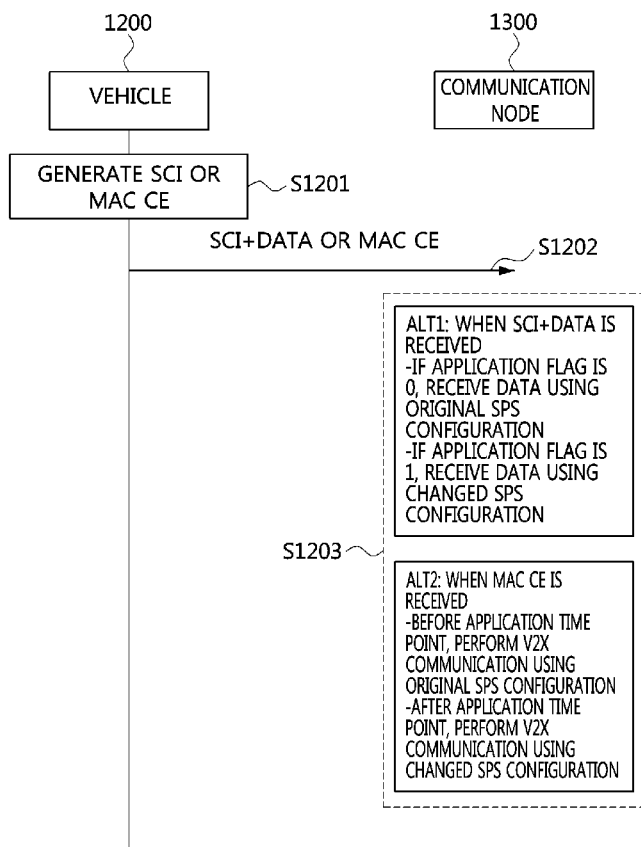 1200
1300
VEHICLE
COMMUNICATION
NODE
GENERATE SCI OR
MAC CE
S1201
SCI+DATA OR MAC CE
S1202
ALT1: WHEN SCI+DATA IS
RECEIVED
-IF APPLICATION FLAG IS
0, RECEIVE DATA USING
ORIGINAL SPS
CONFIGURATION
-IF APPLICATION FLAG IS
1, RECEIVE DATA USING
CHANGED SPS
CONFIGURATION
S1203
ALT2: WHEN MAC CE IS
RECEIVED
-BEFORE APPLICATION TIME
POINT, PERFORM V2X
COMMUNICATION USING
ORIGINAL SPS CONFIGURATION
-AFTER APPLICATION TIME
POINT, PERFORM V2X
COMMUNICATION USING
CHANGED SPS CONFIGURATION